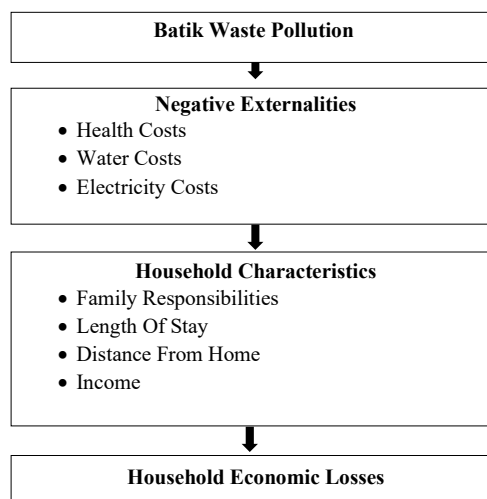 Batik Waste Pollution
Negative Externalities
• Health Costs
• Water Costs
• Electricity Costs
Household Characteristics
• Family Responsibilities
• Length Of Stay
• Distance From Home
• Income
Household Economic Losses